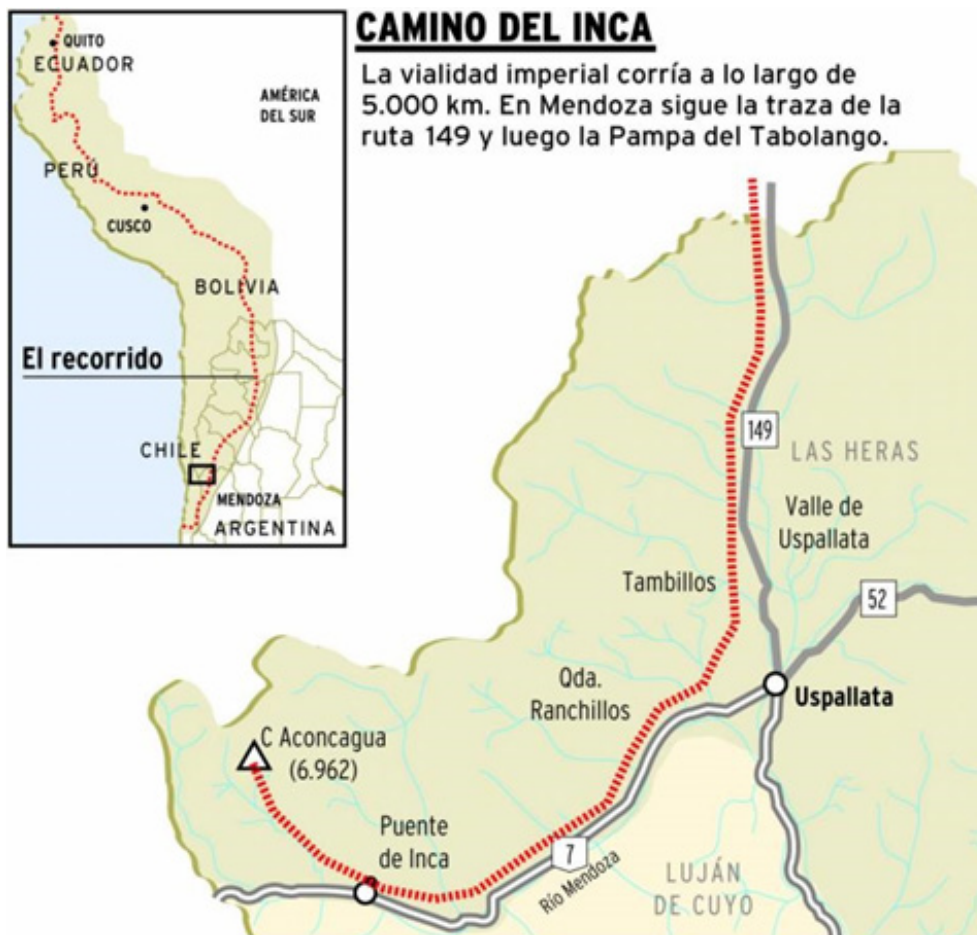 CAMINO DEL INCA
La vialidad imperial corría a lo largo de
5.000 km. En Mendoza sigue la traza de la
ruta 149 y luego la Pampa del Tabolango.
QUITO
ECUADOR
AMÉRICA
DEL SUR
PERÚ
CUSCO
BOLIVIA
El recorrido
CHILE
MENDOZA
ARGENTINA
149
LAS HERAS
Valle de
Uspallata
Tambillos
52
Qda.
Ranchillos
Uspallata
C Aconcagua
(6.962)
Puente
de Inca
7
Río Mendoza
LUJÁN
DE CUYO